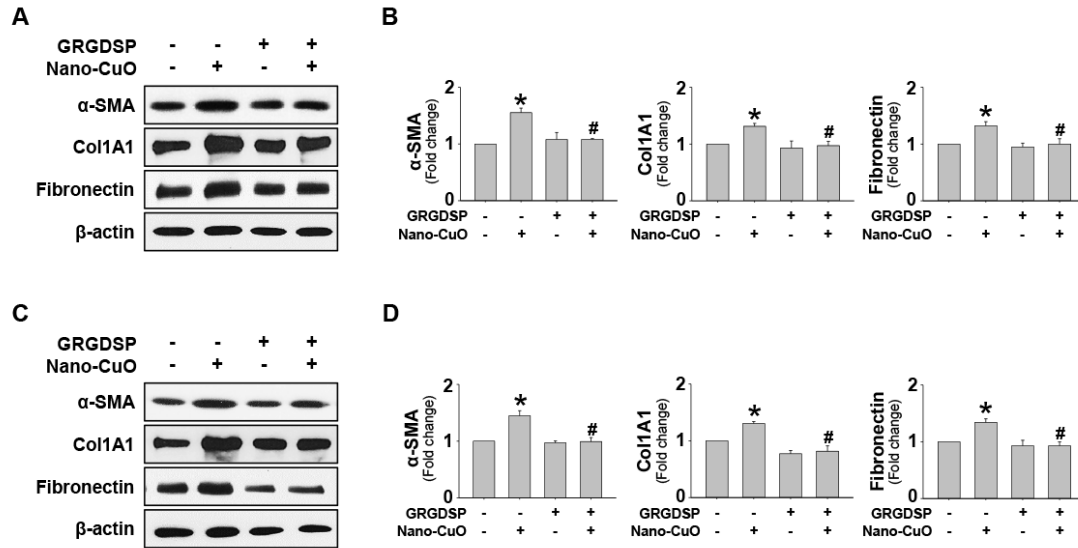 A
GRGDSP - - + +
Nano-CuO - + - +
α-SMA
Col1A1
Fibronectin
β-actin
B
α-SMA
(Fold change)
2
1
0
*
#
GRGDSP - - + +
Nano-CuO - + - +
Col1A1
(Fold change)
2
1
0
*
#
GRGDSP - - + +
Nano-CuO - + - +
Fibronectin
(Fold change)
2
1
0
*
#
GRGDSP - - + +
Nano-CuO - + - +
C
GRGDSP - - + +
Nano-CuO - + - +
α-SMA
Col1A1
Fibronectin
β-actin
D
α-SMA
(Fold change)
2
1
0
*
#
GRGDSP - - + +
Nano-CuO - + - +
Col1A1
(Fold change)
2
1
0
*
#
GRGDSP - - + +
Nano-CuO - + - +
Fibronectin
(Fold change)
2
1
0
*
#
GRGDSP - - + +
Nano-CuO - + - +